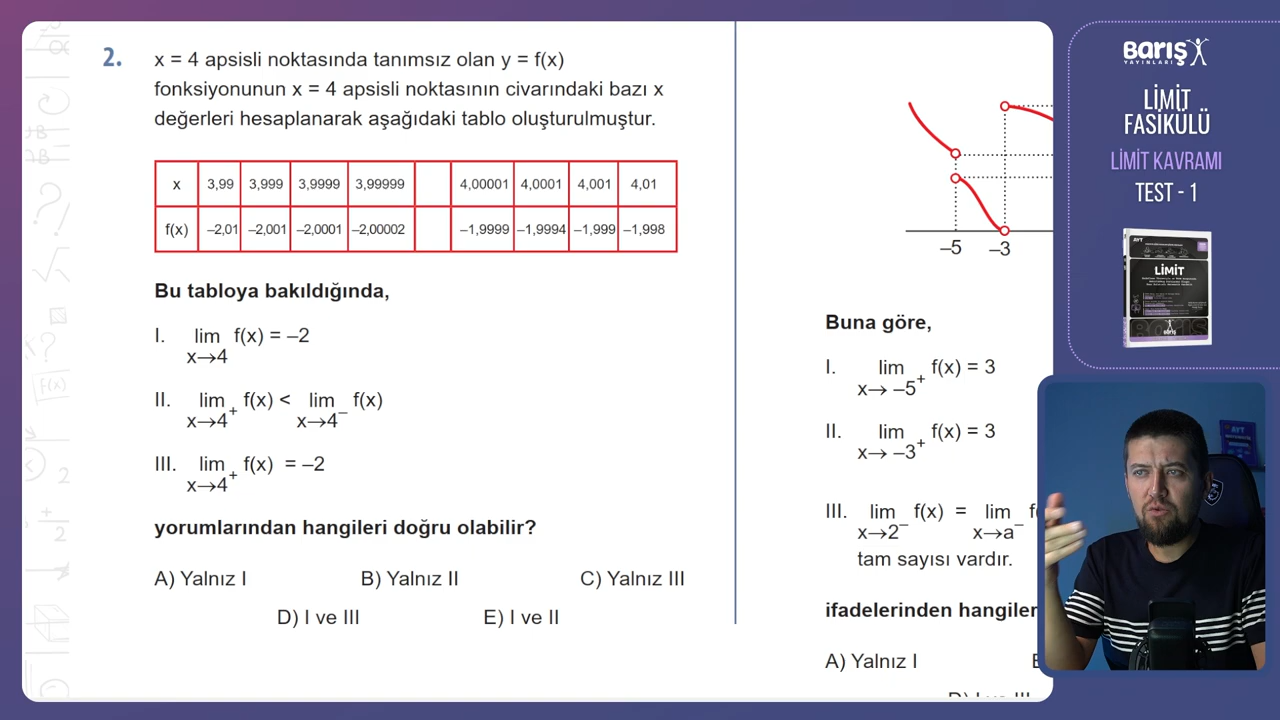 2.
x = 4 apsisli noktasında tanımsız olan y = f(x)
fonksiyonunun x = 4 apsisli noktasının civarındaki bazı x
değerleri hesaplanarak aşağıdaki tablo oluşturulmuştur.
x 3,99 3,999 3,9999 3,99999 4,00001 4,0001 4,001 4,01
f(x) –2,01 –2,001 –2,0001 –2,00002 –1,9999 –1,9994 –1,999 –1,998
Bu tabloya bakıldığında,
I. lim f(x) = –2
x→4
II. lim f(x) < lim f(x)
x→4⁺ x→4⁻
III. lim f(x) = –2
x→4⁺
yorumlarından hangileri doğru olabilir?
A) Yalnız I B) Yalnız II C) Yalnız III
D) I ve III E) I ve II
–5 –3
Buna göre,
I. lim f(x) = 3
x→ –5⁺
II. lim f(x) = 3
x→ –3⁺
III. lim f(x) = lim f
x→2⁻ x→a⁻
tam sayısı vardır.
ifadelerinden hangiler
A) Yalnız I
BARIŞ
YAYINLARI
LİMİT
FASİKÜLÜ
LİMİT KAVRAMI
TEST - 1
AYT
LİMİT
BARIŞ